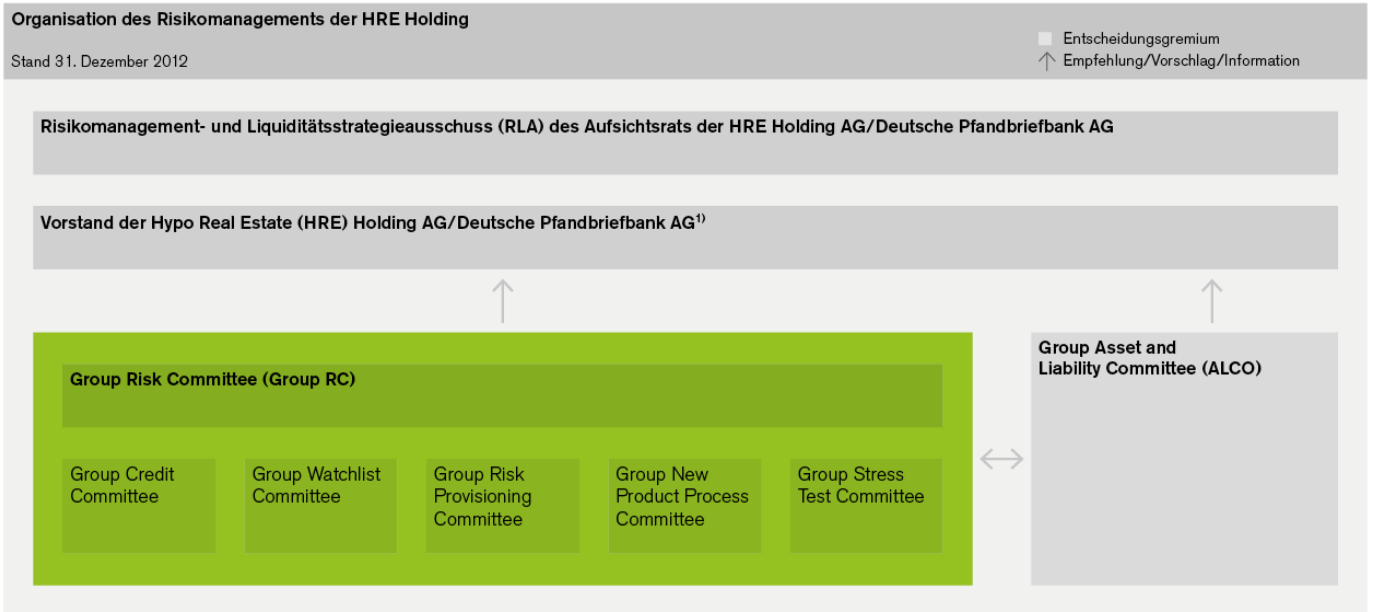 Organisation des Risikomanagements der HRE Holding
Stand 31. Dezember 2012
Entscheidungsgremium
Empfehlung/Vorschlag/Information
Risikomanagement- und Liquiditätsstrategieausschuss (RLA) des Aufsichtsrats der HRE Holding AG/Deutsche Pfandbriefbank AG
Vorstand der Hypo Real Estate (HRE) Holding AG/Deutsche Pfandbriefbank AG1)
Group Risk Committee (Group RC)
Group Credit
Committee
Group Watchlist
Committee
Group Risk
Provisioning
Committee
Group New
Product Process
Committee
Group Stress
Test Committee
Group Asset and
Liability Committee (ALCO)